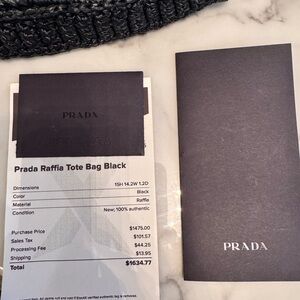 PRADA
Prada Raffia Tote Bag Black
Dimensions 15H 14.2W 1.2D
Color Black
Material Raffia
Condition New; 100% authentic
Purchase Price $1475.00
Sales Tax $101.57
Processing Fee $44.25
Shipping $13.95
Total $1634.77
PRADA